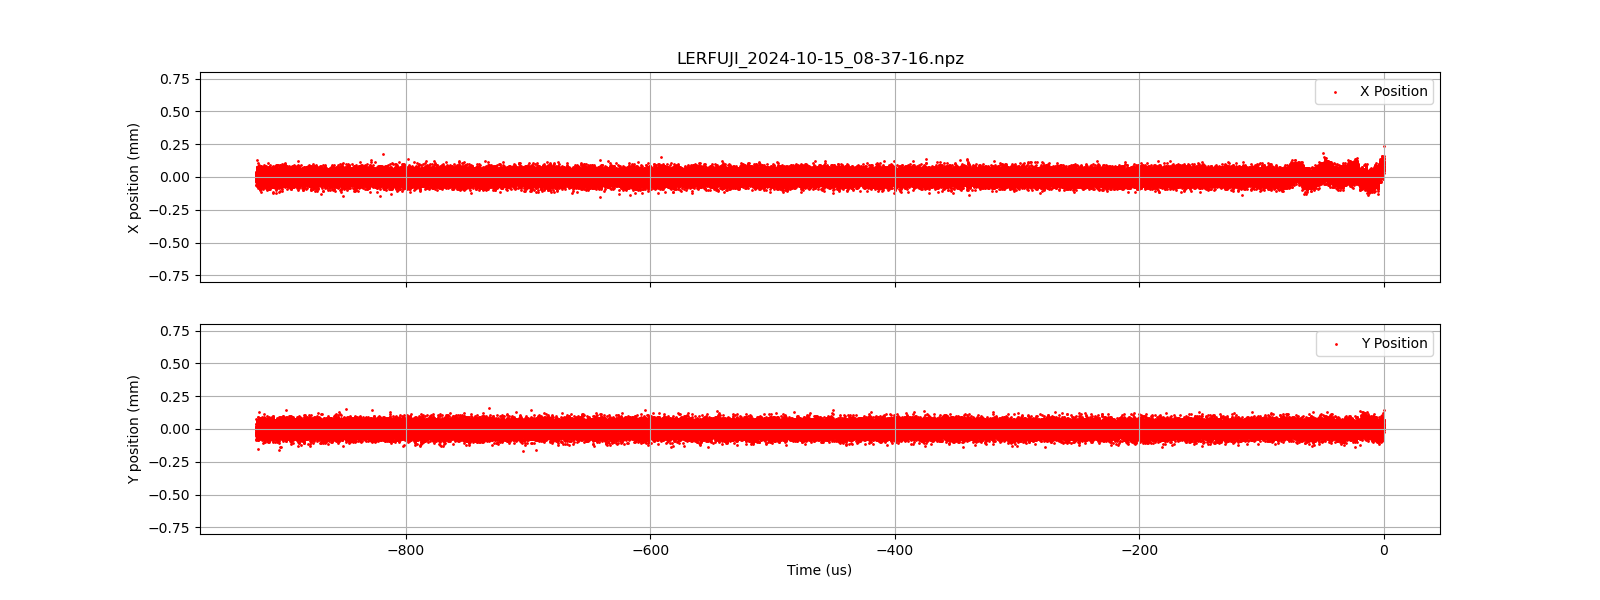 LERFUJI_2024-10-15_08-37-16.npz
X position (mm)
0.75
0.50
0.25
0.00
−0.25
−0.50
−0.75
X Position
Y position (mm)
0.75
0.50
0.25
0.00
−0.25
−0.50
−0.75
Y Position
−800 −600 −400 −200 0
Time (us)